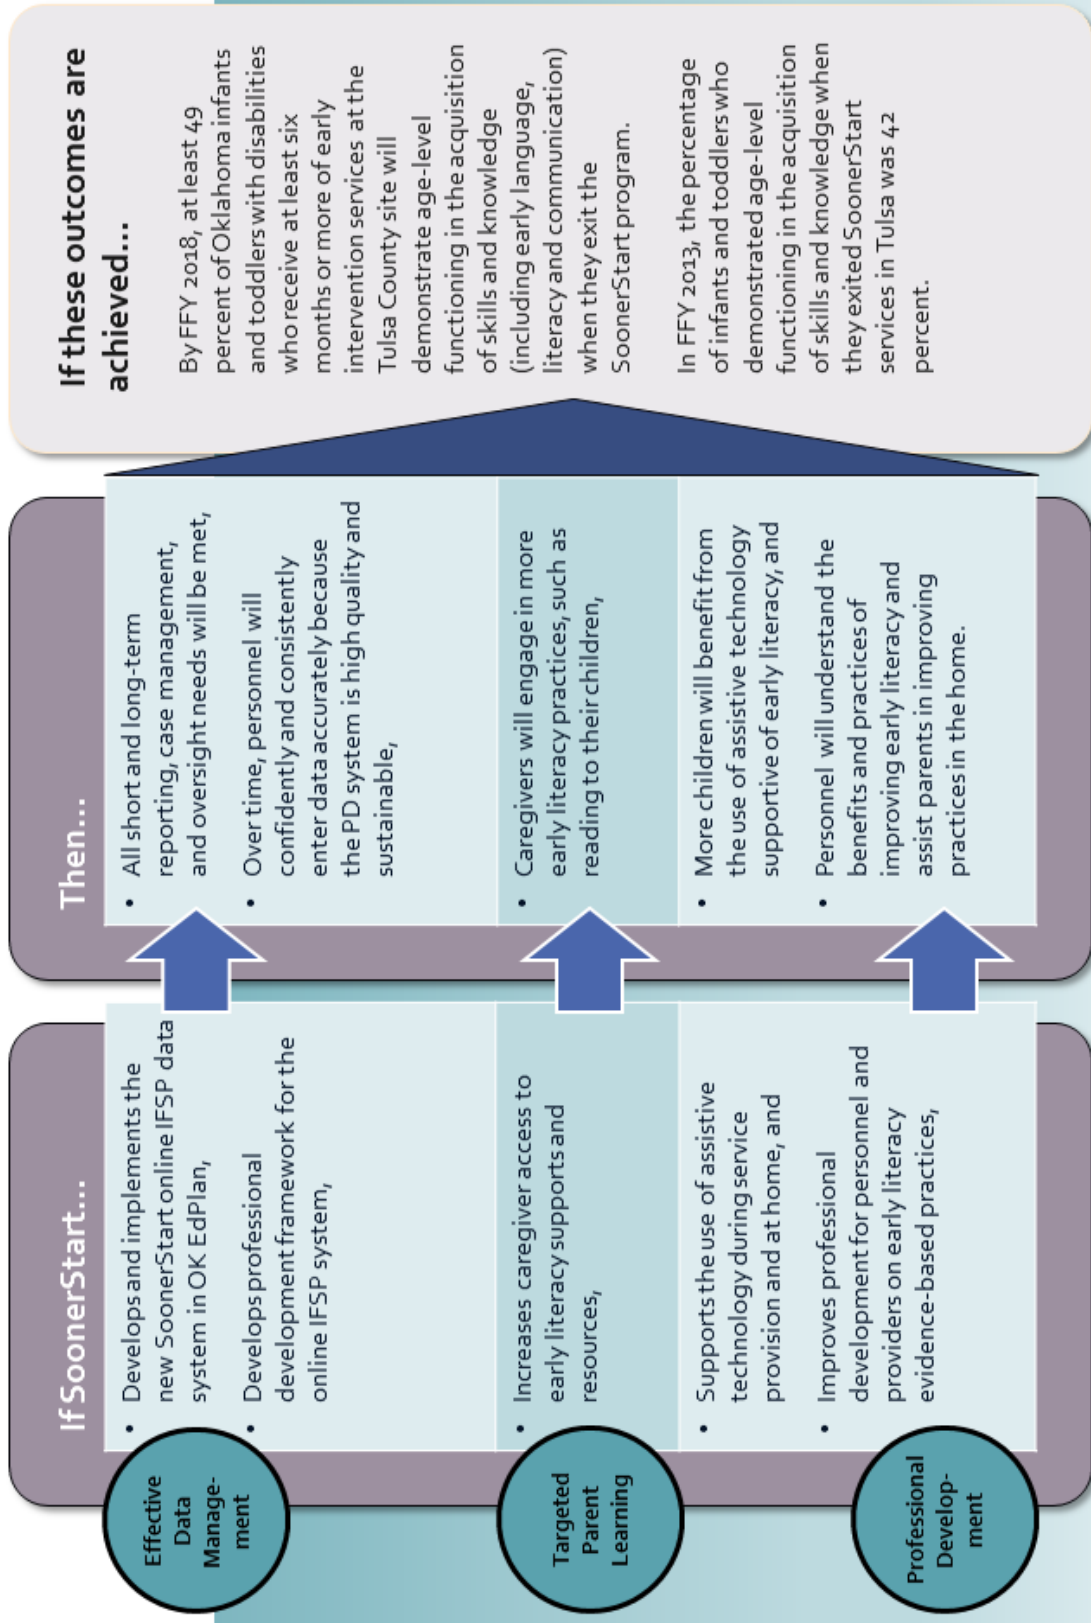 If SoonerStart...
Effective
Data
Manage-
ment
• Develops and implements the
new SoonerStart online IFSP data
system in OK EdPlan,
• Develops professional
development framework for the
online IFSP system,
Targeted
Parent
Learning
• Increases caregiver access to
early literacy supports and
resources,
Professional
Develop-
ment
• Supports the use of assistive
technology during service
provision and at home, and
• Improves professional
development for personnel and
providers on early literacy
evidence-based practices,
Then...
• All short and long-term
reporting, case management,
and oversight needs will be met,
• Over time, personnel will
confidently and consistently
enter data accurately because
the PD system is high quality and
sustainable,
• Caregivers will engage in more
early literacy practices, such as
reading to their children,
• More children will benefit from
the use of assistive technology
supportive of early literacy, and
• Personnel will understand the
benefits and practices of
improving early literacy and
assist parents in improving
practices in the home.
If these outcomes are
achieved...
By FFY 2018, at least 49
percent of Oklahoma infants
and toddlers with disabilities
who receive at least six
months or more of early
intervention services at the
Tulsa County site will
demonstrate age-level
functioning in the acquisition
of skills and knowledge
(including early language,
literacy and communication)
when they exit the
SoonerStart program.
In FFY 2013, the percentage
of infants and toddlers who
demonstrated age-level
functioning in the acquisition
of skills and knowledge when
they exited SoonerStart
services in Tulsa was 42
percent.